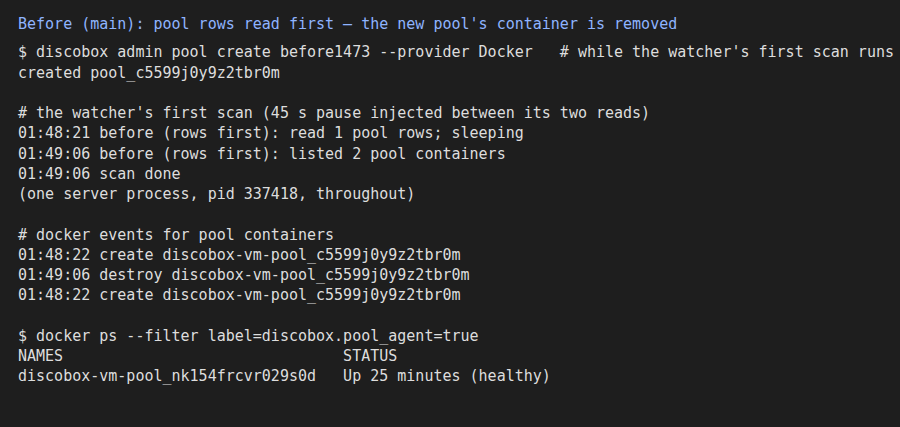 Before (main): pool rows read first — the new pool's container is removed
$ discobox admin pool create before1473 --provider Docker   # while the watcher's first scan runs
created pool_c5599j0y9z2tbr0m
# the watcher's first scan (45 s pause injected between its two reads)
01:48:21 before (rows first): read 1 pool rows; sleeping
01:49:06 before (rows first): listed 2 pool containers
01:49:06 scan done
(one server process, pid 337418, throughout)
# docker events for pool containers
01:48:22 create discobox-vm-pool_c5599j0y9z2tbr0m
01:49:06 destroy discobox-vm-pool_c5599j0y9z2tbr0m
01:48:22 create discobox-vm-pool_c5599j0y9z2tbr0m
$ docker ps --filter label=discobox.pool_agent=true
NAMES                               STATUS
discobox-vm-pool_nk154frcvr029s0d   Up 25 minutes (healthy)